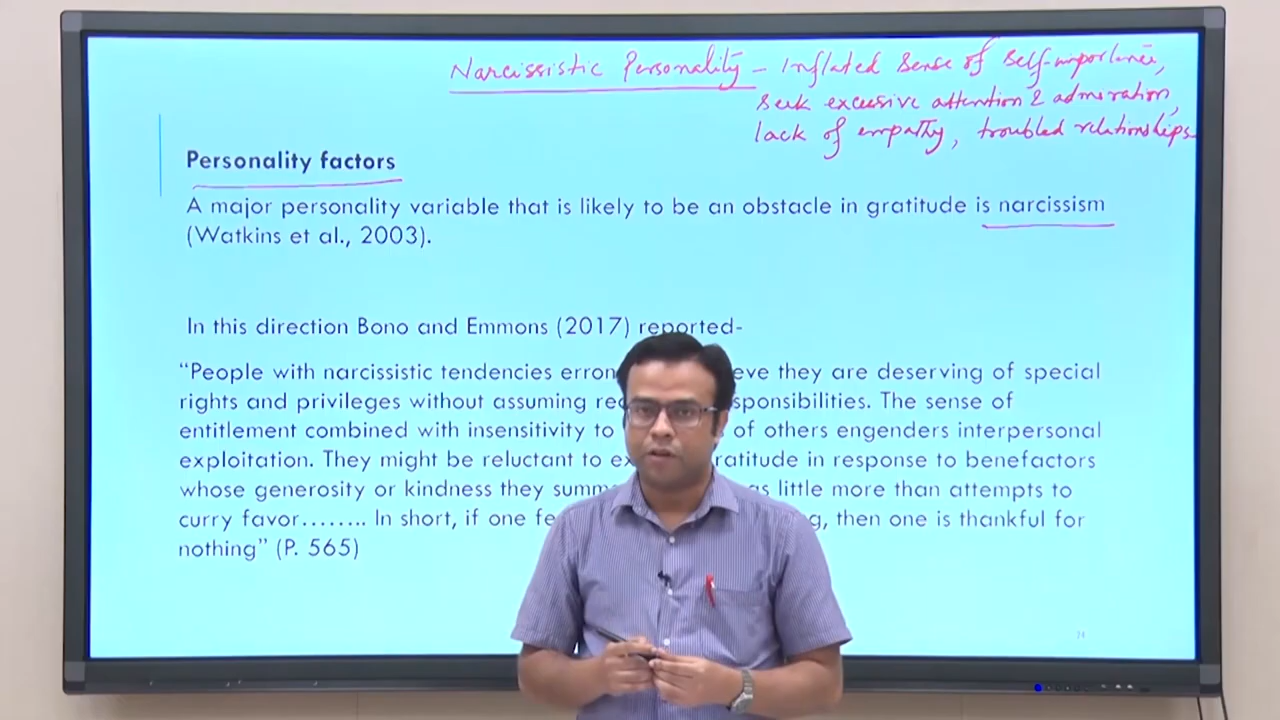 Narcissistic Personality - Inflated sense of self-importance,
seek excessive attention & admiration,
lack of empathy, troubled relationships
Personality factors
A major personality variable that is likely to be an obstacle in gratitude is narcissism
(Watkins et al., 2003).
In this direction Bono and Emmons (2017) reported-
“People with narcissistic tendencies they are deserving of special
rights and privileges without assuming
entitlement combined with insensitivity to of others engenders interpersonal
exploitation. They might be reluctant to in response to benefactors
whose generosity or kindness they little more than attempts to
curry favor…….. In short, if one then one is thankful for
nothing” (P. 565)
24